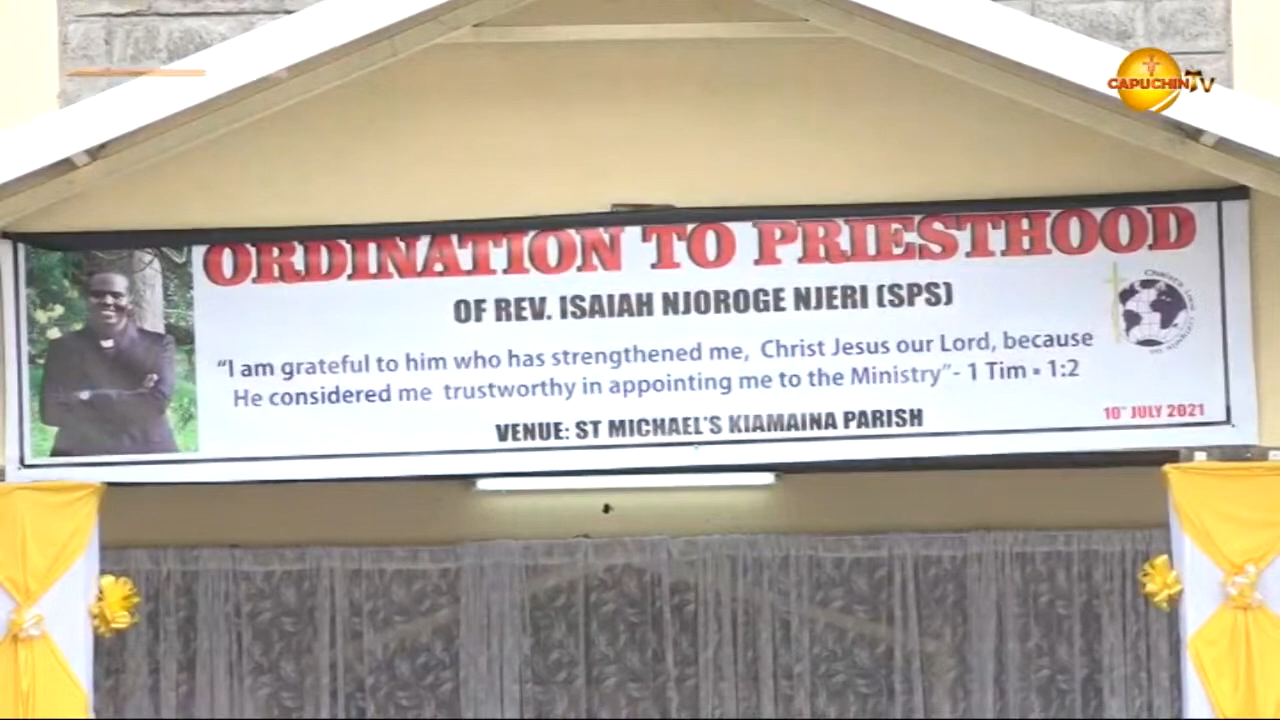 CAPUCHIN TV
ORDINATION TO PRIESTHOOD
OF REV. ISAIAH NJOROGE NJERI (SPS)
“I am grateful to him who has strengthened me, Christ Jesus our Lord, because
He considered me trustworthy in appointing me to the Ministry”- 1 Tim - 1:2
VENUE: ST MICHAEL'S KIAMAINA PARISH
10TH JULY 2021